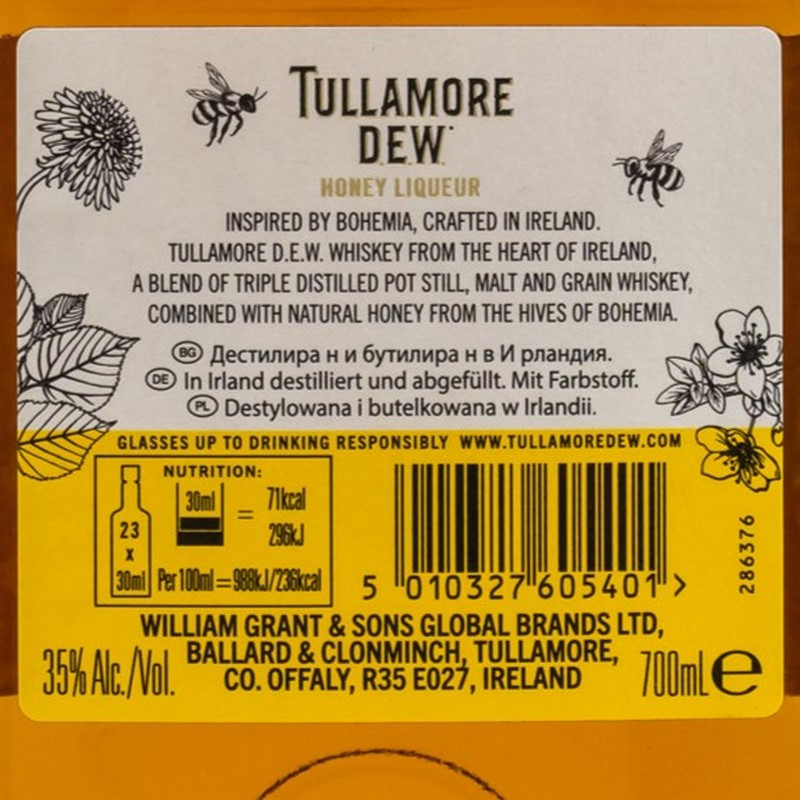 TULLAMORE
D.E.W.
HONEY LIQUEUR
INSPIRED BY BOHEMIA, CRAFTED IN IRELAND.
TULLAMORE D.E.W. WHISKEY FROM THE HEART OF IRELAND,
A BLEND OF TRIPLE DISTILLED POT STILL, MALT AND GRAIN WHISKEY,
COMBINED WITH NATURAL HONEY FROM THE HIVES OF BOHEMIA.
BG Дестилира н и бутилира н в И рландия.
DE In Irland destilliert und abgefüllt. Mit Farbstoff.
PL Destylowana i butelkowana w Irlandii.
GLASSES UP TO DRINKING RESPONSIBLY WWW.TULLAMOREDEW.COM
NUTRITION:
23
x
30ml
30ml = 71kcal
296kJ
Per 100ml = 988kJ/236kcal
5 010327 605401 >
286376
WILLIAM GRANT & SONS GLOBAL BRANDS LTD,
BALLARD & CLONMINCH, TULLAMORE,
CO. OFFALY, R35 E027, IRELAND
35% Alc./Vol.
700mL e